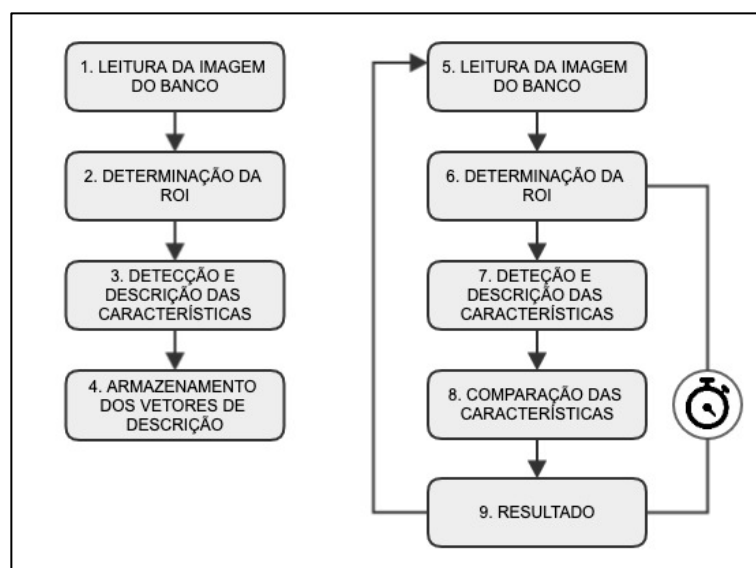 1. LEITURA DA IMAGEM
DO BANCO
2. DETERMINAÇÃO DA
ROI
3. DETECÇÃO E
DESCRIÇÃO DAS
CARACTERÍSTICAS
4. ARMAZENAMENTO
DOS VETORES DE
DESCRIÇÃO
5. LEITURA DA IMAGEM
DO BANCO
6. DETERMINAÇÃO DA
ROI
7. DETEÇÃO E
DESCRIÇÃO DAS
CARACTERÍSTICAS
8. COMPARAÇÃO DAS
CARACTERÍSTICAS
9. RESULTADO